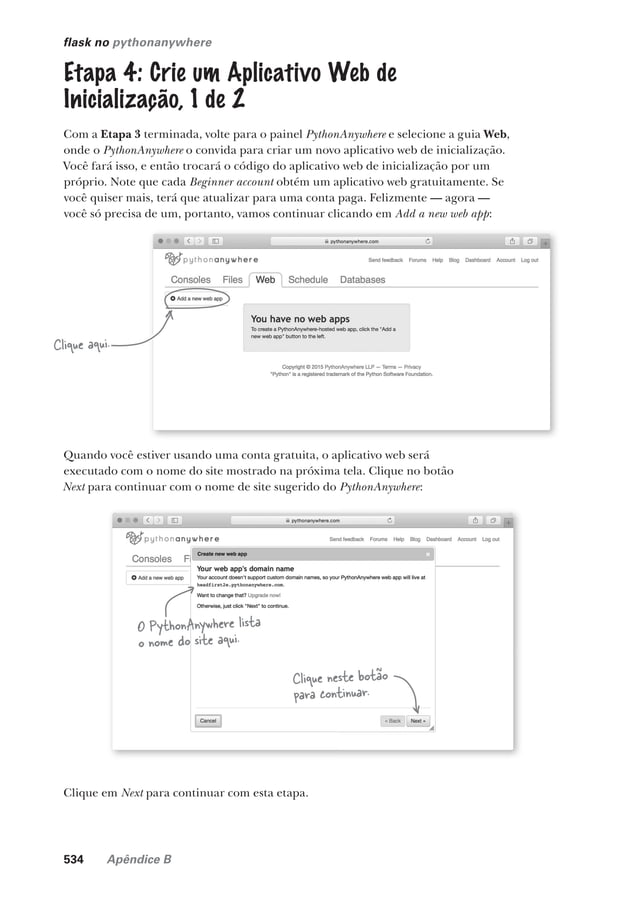 flask no pythonanywhere
Etapa 4: Crie um Aplicativo Web de
Inicialização, 1 de 2
Com a Etapa 3 terminada, volte para o painel PythonAnywhere e selecione a guia Web,
onde o PythonAnywhere o convida para criar um novo aplicativo web de inicialização.
Você fará isso, e então trocará o código do aplicativo web de inicialização por um
próprio. Note que cada Beginner account obtém um aplicativo web gratuitamente. Se
você quiser mais, terá que atualizar para uma conta paga. Felizmente — agora —
você só precisa de um, portanto, vamos continuar clicando em Add a new web app:
pythonanywhere.com
pythonanywhere
Send feedback Forums Help Blog Dashboard Account Log out
Consoles Files Web Schedule Databases
Add a new web app
You have no web apps
To create a PythonAnywhere-hosted web app, click the "Add a
new web app" button to the left.
Clique aqui.
Copyright © 2015 PythonAnywhere LLP — Terms — Privacy
"Python" is a registered trademark of the Python Software Foundation.
Quando você estiver usando uma conta gratuita, o aplicativo web será
executado com o nome do site mostrado na próxima tela. Clique no botão
Next para continuar com o nome de site sugerido do PythonAnywhere:
pythonanywhere.com
pythonanywhere
Send feedback Forums Help Blog Dashboard Account Log out
Consoles Fi
Create new web app
Add a new web app
Your web app's domain name
Your account doesn't support custom domain names, so your PythonAnywhere web app will live at
headfirst2e.pythonanywhere.com.
Want to change that? Upgrade now!
Otherwise, just click "Next" to continue.
O PythonAnywhere lista
o nome do site aqui.
Clique neste botão
para continuar.
Cancel
« Back Next »
Clique em Next para continuar com esta etapa.
534 Apêndice B